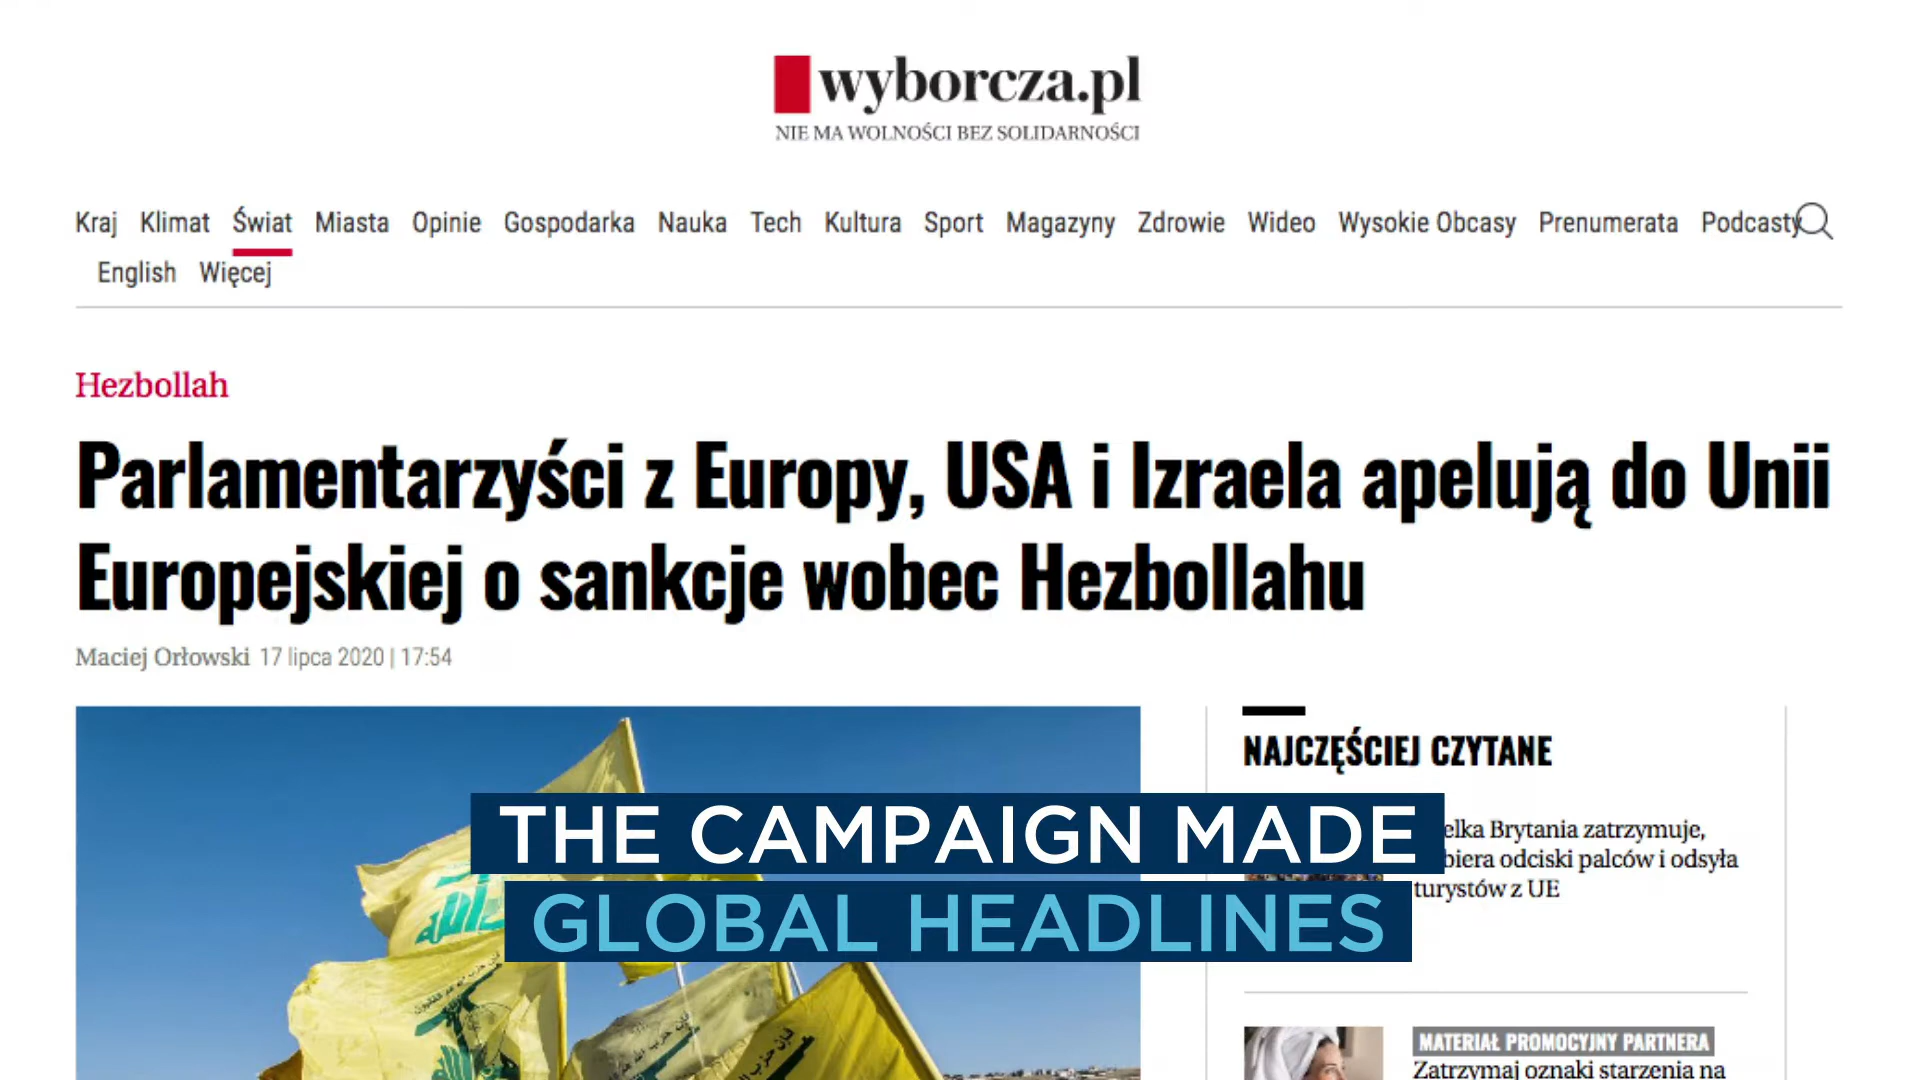 wyborcza.pl
NIE MA WOLNOŚCI BEZ SOLIDARNOŚCI
Kraj Klimat Świat Miasta Opinie Gospodarka Nauka Tech Kultura Sport Magazyny Zdrowie Wideo Wysokie Obcasy Prenumerata Podcasty
English Więcej
Hezbollah
Parlamentarzyści z Europy, USA i Izraela apelują do Unii
Europejskiej o sankcje wobec Hezbollahu
Maciej Orłowski 17 lipca 2020 | 17:54
NAJCZĘŚCIEJ CZYTANE
THE CAMPAIGN MADE
GLOBAL HEADLINES
elka Brytania zatrzymuje,
biera odciski palców i odsyła
turystów z UE
MATERIAŁ PROMOCYJNY PARTNERA
Zatrzymaj oznaki starzenia na